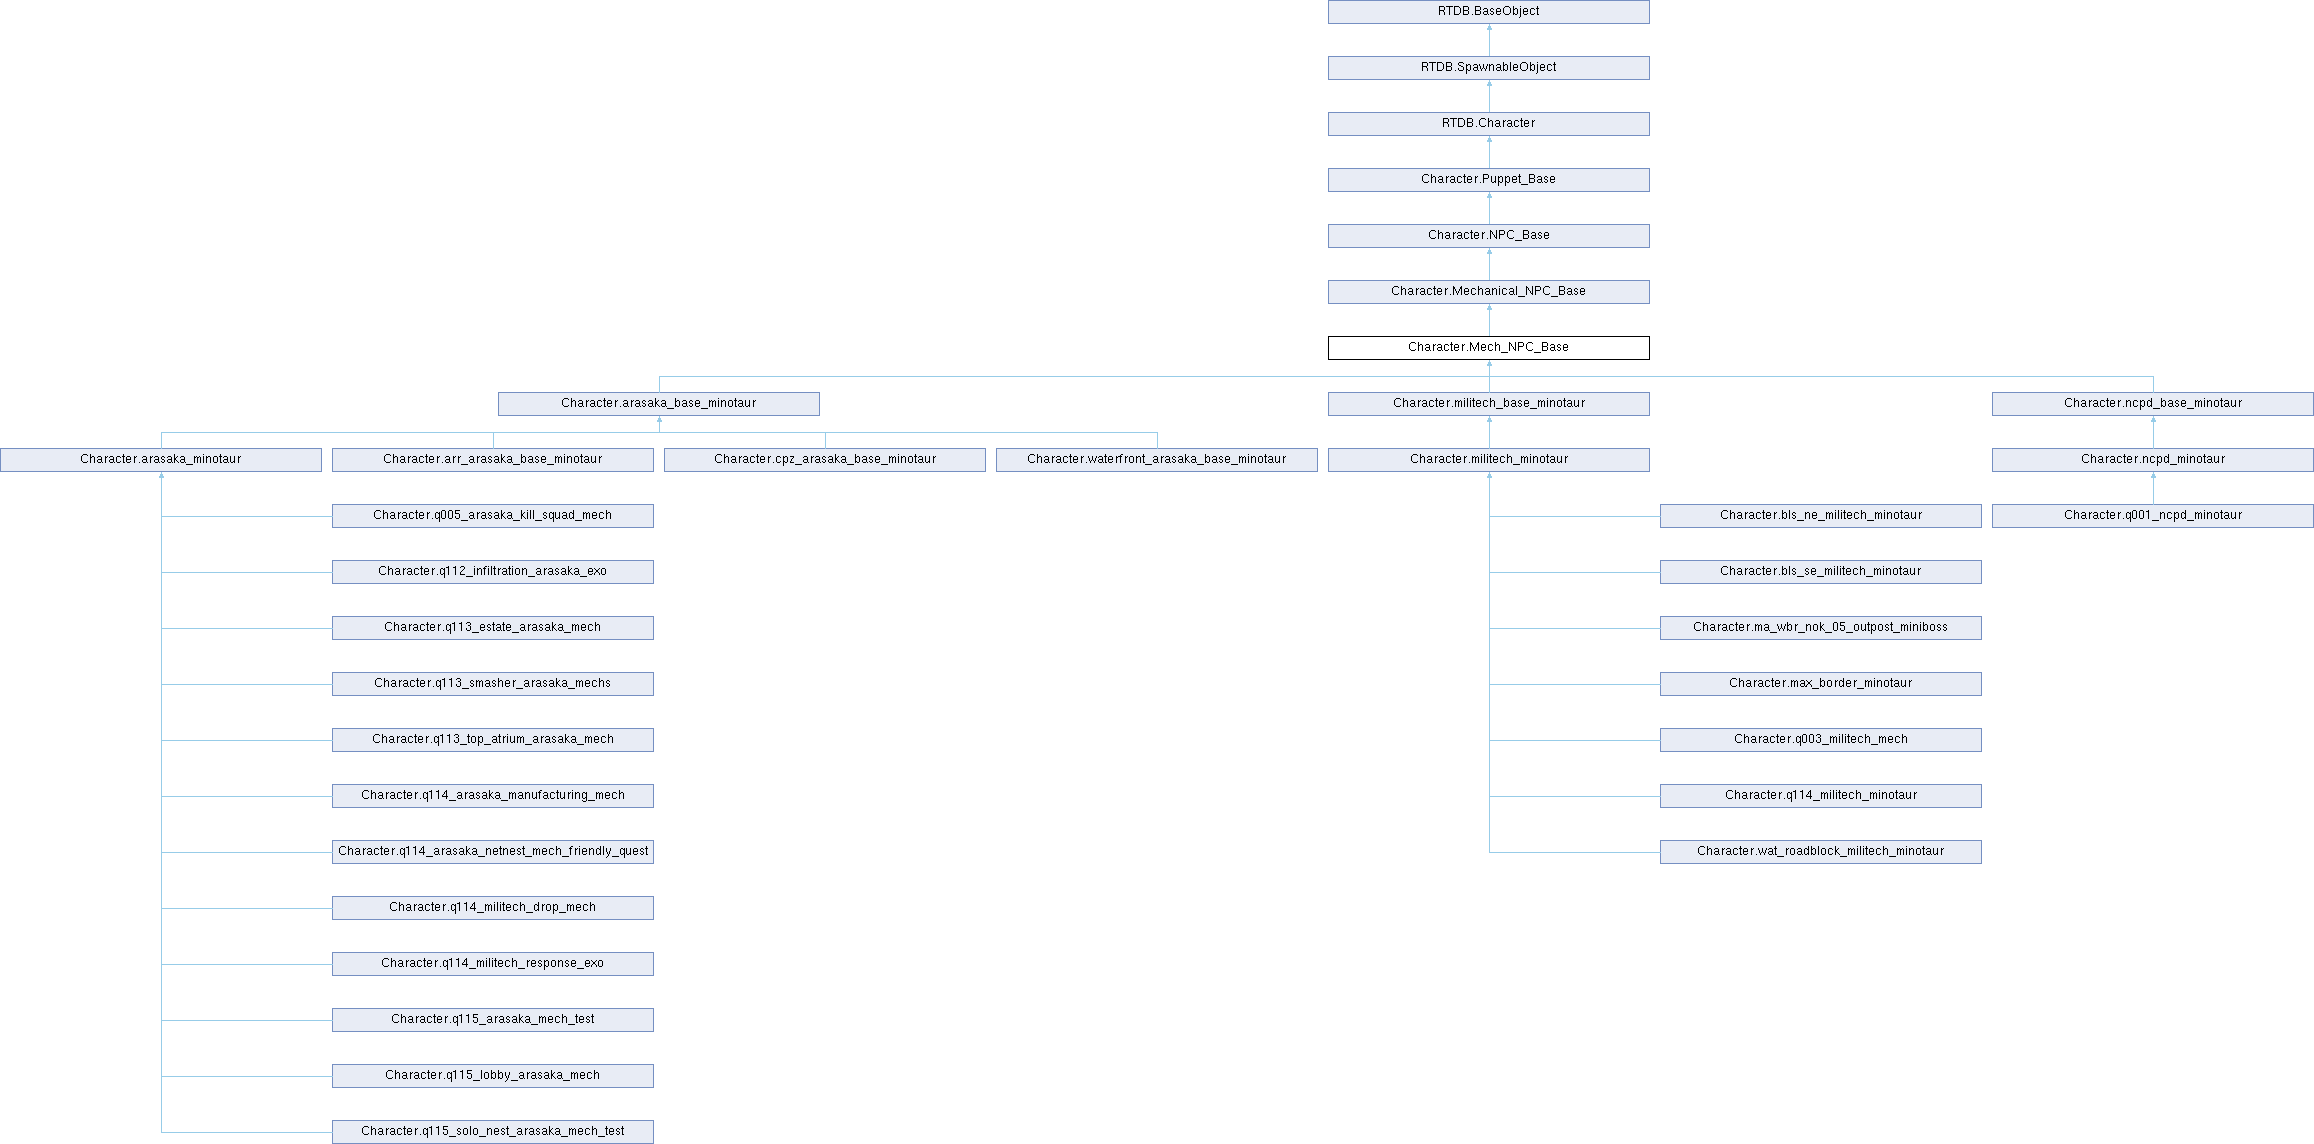 RTDB.BaseObject
RTDB.SpawnableObject
RTDB.Character
Character.Puppet_Base
Character.NPC_Base
Character.Mechanical_NPC_Base
Character.Mech_NPC_Base
Character.arasaka_base_minotaur
Character.militech_base_minotaur
Character.ncpd_base_minotaur
Character.arasaka_minotaur
Character.arr_arasaka_base_minotaur
Character.cpz_arasaka_base_minotaur
Character.waterfront_arasaka_base_minotaur
Character.militech_minotaur
Character.ncpd_minotaur
Character.q005_arasaka_kill_squad_mech
Character.bls_ne_militech_minotaur
Character.q001_ncpd_minotaur
Character.q112_infiltration_arasaka_exo
Character.bls_se_militech_minotaur
Character.q113_estate_arasaka_mech
Character.ma_wbr_nok_05_outpost_miniboss
Character.q113_smasher_arasaka_mechs
Character.max_border_minotaur
Character.q113_top_atrium_arasaka_mech
Character.q003_militech_mech
Character.q114_arasaka_manufacturing_mech
Character.q114_militech_minotaur
Character.q114_arasaka_netnest_mech_friendly_quest
Character.wat_roadblock_militech_minotaur
Character.q114_militech_drop_mech
Character.q114_militech_response_exo
Character.q115_arasaka_mech_test
Character.q115_lobby_arasaka_mech
Character.q115_solo_nest_arasaka_mech_test